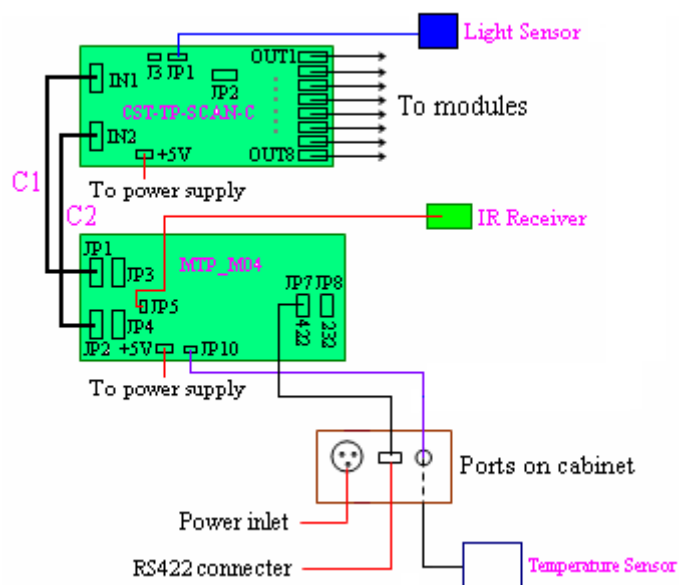 Light Sensor
J3 JP1
OUT1
IN1
JP2
CST-TP-SCAN-C
To modules
IN2
+5V
OUT8
C1
To power supply
C2
IR Receiver
JP1
JP3
MTP_M04
JP7 JP8
JP5
JP4
422
232
JP2 +5V
JP10
To power supply
Ports on cabinet
Power inlet
RS422 connecter
Temperature Sensor